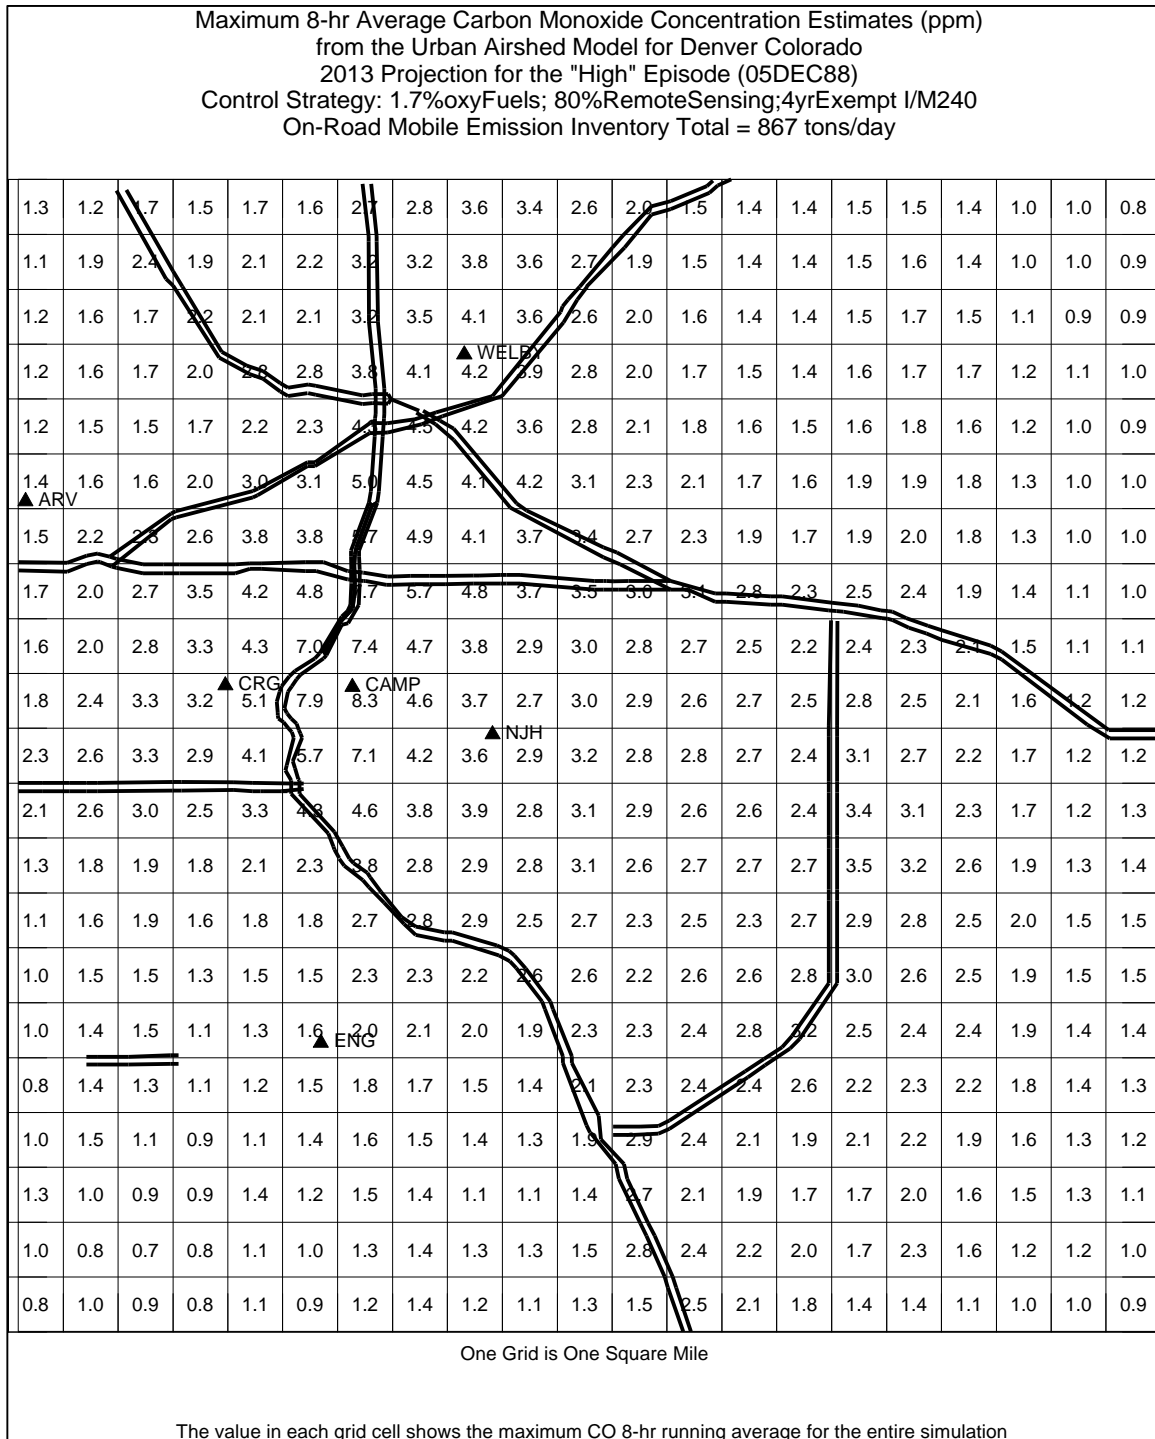 Maximum 8-hr Average Carbon Monoxide Concentration Estimates (ppm)
from the Urban Airshed Model for Denver Colorado
2013 Projection for the "High" Episode (05DEC88)
Control Strategy: 1.7%oxyFuels; 80%RemoteSensing;4yrExempt I/M240
On-Road Mobile Emission Inventory Total = 867 tons/day
1.3 1.2 1.7 1.5 1.7 1.6 2.7 2.8 3.6 3.4 2.6 2.0 1.5 1.4 1.4 1.5 1.5 1.4 1.0 1.0 0.8
1.1 1.9 2.4 1.9 2.1 2.2 3.2 3.2 3.8 3.6 2.7 1.9 1.5 1.4 1.4 1.5 1.6 1.4 1.0 1.0 0.9
1.2 1.6 1.7 2.2 2.1 2.1 3.2 3.5 4.1 3.6 2.6 2.0 1.6 1.4 1.4 1.5 1.7 1.5 1.1 0.9 0.9
WELBY
1.2 1.6 1.7 2.0 2.8 2.8 3.8 4.1 4.2 3.9 2.8 2.0 1.7 1.5 1.4 1.6 1.7 1.7 1.2 1.1 1.0
1.2 1.5 1.5 1.7 2.2 2.3 4.5 4.2 3.6 2.8 2.1 1.8 1.6 1.5 1.6 1.8 1.6 1.2 1.0 0.9
1.4 1.6 1.6 2.0 3.0 3.1 5.0 4.5 4.1 4.2 3.1 2.3 2.1 1.7 1.6 1.9 1.9 1.8 1.3 1.0 1.0
ARV
1.5 2.2 2.6 3.8 3.8 5.7 4.9 4.1 3.7 3.4 2.7 2.3 1.9 1.7 1.9 2.0 1.8 1.3 1.0 1.0
1.7 2.0 2.7 3.5 4.2 4.8 5.7 4.8 3.7 3.5 3.0 3.1 2.8 2.3 2.5 2.4 1.9 1.4 1.1 1.0
1.6 2.0 2.8 3.3 4.3 7.0 7.4 4.7 3.8 2.9 3.0 2.8 2.7 2.5 2.2 2.4 2.3 2.1 1.5 1.1 1.1
CRG CAMP
1.8 2.4 3.3 3.2 5.1 7.9 8.3 4.6 3.7 2.7 3.0 2.9 2.6 2.7 2.5 2.8 2.5 2.1 1.6 1.2 1.2
NJH
2.3 2.6 3.3 2.9 4.1 5.7 7.1 4.2 3.6 2.9 3.2 2.8 2.8 2.7 2.4 3.1 2.7 2.2 1.7 1.2 1.2
2.1 2.6 3.0 2.5 3.3 4.3 4.6 3.8 3.9 2.8 3.1 2.9 2.6 2.6 2.4 3.4 3.1 2.3 1.7 1.2 1.3
1.3 1.8 1.9 1.8 2.1 2.3 3.8 2.8 2.9 2.8 3.1 2.6 2.7 2.7 2.7 3.5 3.2 2.6 1.9 1.3 1.4
1.1 1.6 1.9 1.6 1.8 1.8 2.7 2.8 2.9 2.5 2.7 2.3 2.5 2.3 2.7 2.9 2.8 2.5 2.0 1.5 1.5
1.0 1.5 1.5 1.3 1.5 1.5 2.3 2.3 2.2 2.6 2.6 2.2 2.6 2.6 2.8 3.0 2.6 2.5 1.9 1.5 1.5
1.0 1.4 1.5 1.1 1.3 1.6 2.0 2.1 2.0 1.9 2.3 2.3 2.4 2.8 3.2 2.5 2.4 2.4 1.9 1.4 1.4
ENG
0.8 1.4 1.3 1.1 1.2 1.5 1.8 1.7 1.5 1.4 2.1 2.3 2.4 2.4 2.6 2.2 2.3 2.2 1.8 1.4 1.3
1.0 1.5 1.1 0.9 1.1 1.4 1.6 1.5 1.4 1.3 1.9 2.9 2.4 2.1 1.9 2.1 2.2 1.9 1.6 1.3 1.2
1.3 1.0 0.9 0.9 1.4 1.2 1.5 1.4 1.1 1.1 1.4 2.7 2.1 1.9 1.7 1.7 2.0 1.6 1.5 1.3 1.1
1.0 0.8 0.7 0.8 1.1 1.0 1.3 1.4 1.3 1.3 1.5 2.8 2.4 2.2 2.0 1.7 2.3 1.6 1.2 1.2 1.0
0.8 1.0 0.9 0.8 1.1 0.9 1.2 1.4 1.2 1.1 1.3 1.5 2.5 2.1 1.8 1.4 1.4 1.1 1.0 1.0 0.9
One Grid is One Square Mile
The value in each grid cell shows the maximum CO 8-hr running average for the entire simulation